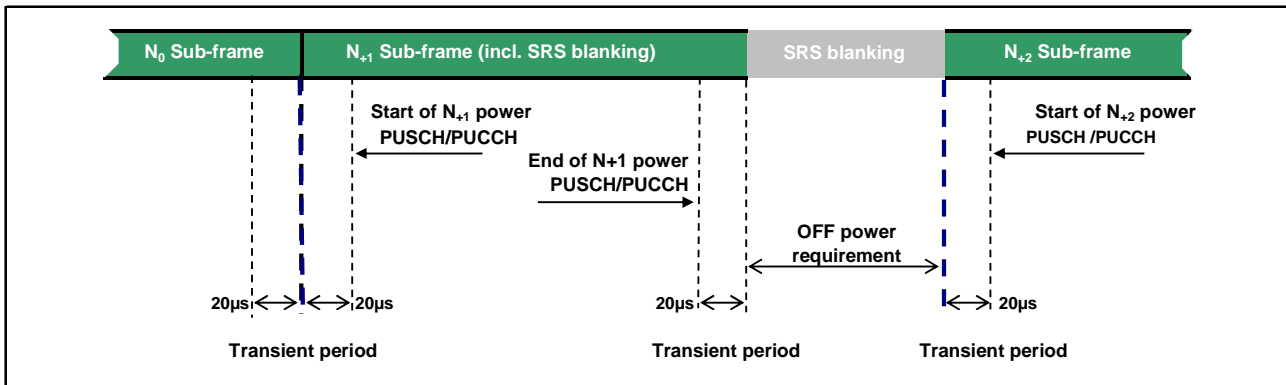 N0 Sub-frame
N+1 Sub-frame (incl. SRS blanking)
SRS blanking
N+2 Sub-frame
Start of N+1 power
PUSCH/PUCCH
End of N+1 power
PUSCH/PUCCH
Start of N+2 power
PUSCH /PUCCH
OFF power
requirement
20µs
20µs
20µs
20µs
Transient period
Transient period
Transient period